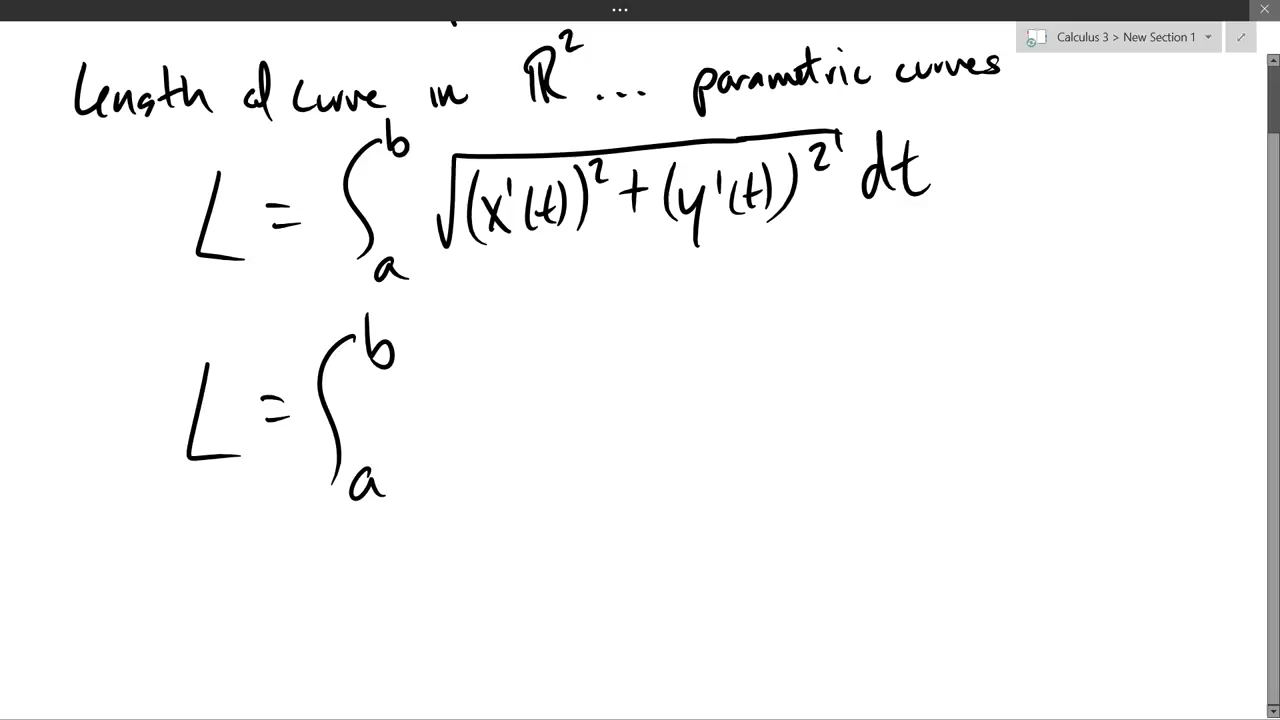 ...
Calculus 3 > New Section 1
Length of curve in ℝ² ... parametric curves
L = ∫_a^b √((x'(t))² + (y'(t))²) dt
L = ∫_a^b